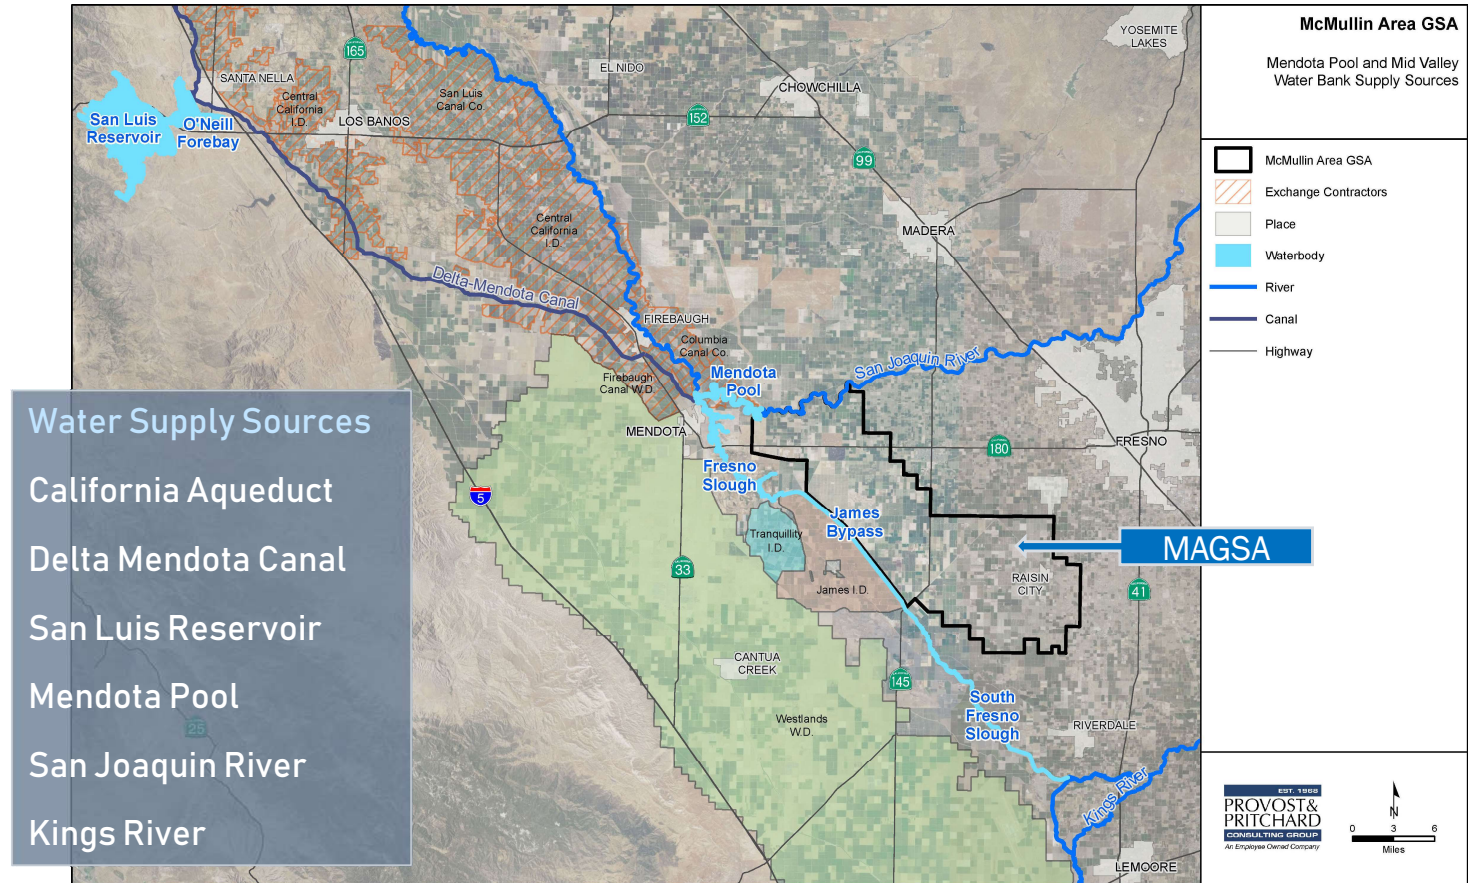 McMullin Area GSA
Mendota Pool and Mid Valley
Water Bank Supply Sources
McMullin Area GSA
Exchange Contractors
Place
Waterbody
River
Canal
Highway
YOSEMITE
LAKES
165
SANTA NELLA
EL NIDO
CHOWCHILLA
Central
California
I.D.
San Luis
Canal Co.
San Luis
Reservoir
O'Neill
Forebay
LOS BANOS
152
99
Central
California
I.D.
MADERA
Delta-Mendota Canal
FIREBAUGH
Columbia
Canal Co.
San Joaquin River
Firebaugh
Canal W.D.
Mendota
Pool
MENDOTA
180
FRESNO
Fresno
Slough
5
James
Bypass
Tranquillity
I.D.
MAGSA
33
James I.D.
RAISIN
CITY
41
CANTUA
CREEK
145
South
Fresno
Slough
Westlands
W.D.
RIVERDALE
Kings River
LEMOORE
25
Water Supply Sources
California Aqueduct
Delta Mendota Canal
San Luis Reservoir
Mendota Pool
San Joaquin River
Kings River
EST. 1968
PROVOST&
PRITCHARD
CONSULTING GROUP
An Employee Owned Company
N
0 3 6
Miles